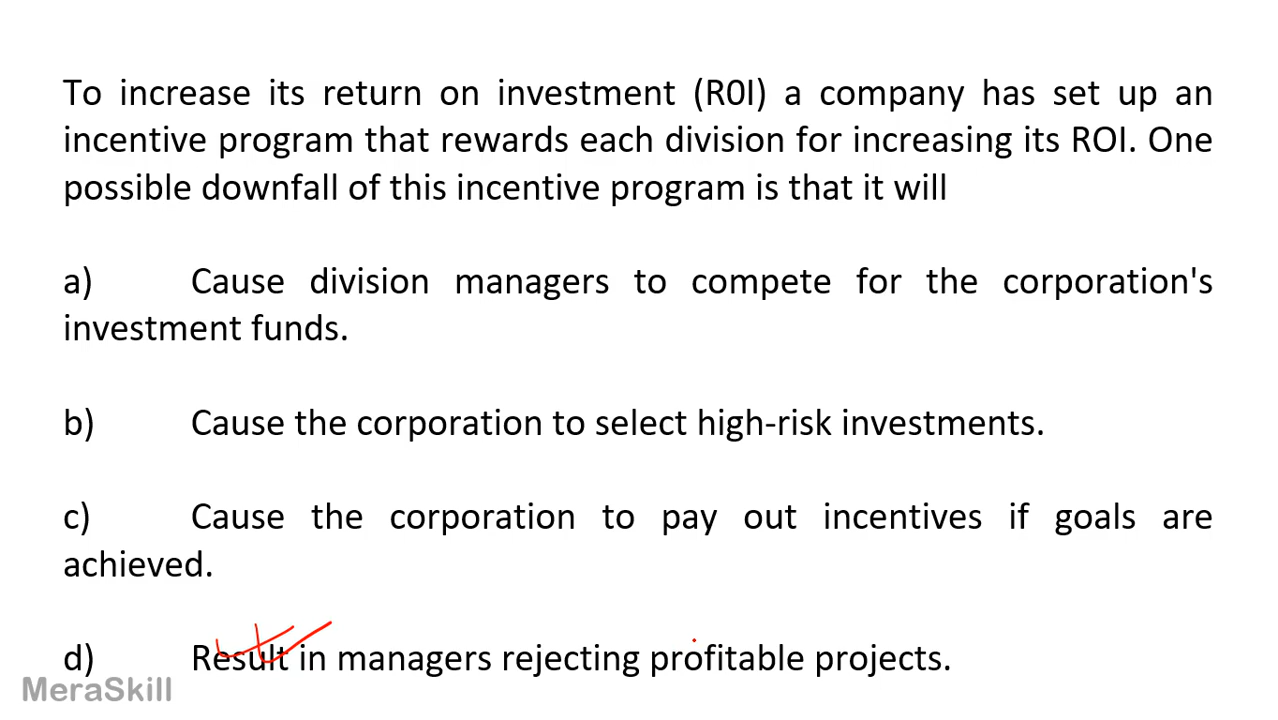 To increase its return on investment (R0I) a company has set up an
incentive program that rewards each division for increasing its ROI. One
possible downfall of this incentive program is that it will
a) Cause division managers to compete for the corporation's
investment funds.
b) Cause the corporation to select high-risk investments.
c) Cause the corporation to pay out incentives if goals are
achieved.
d) Result in managers rejecting profitable projects.
MeraSkill